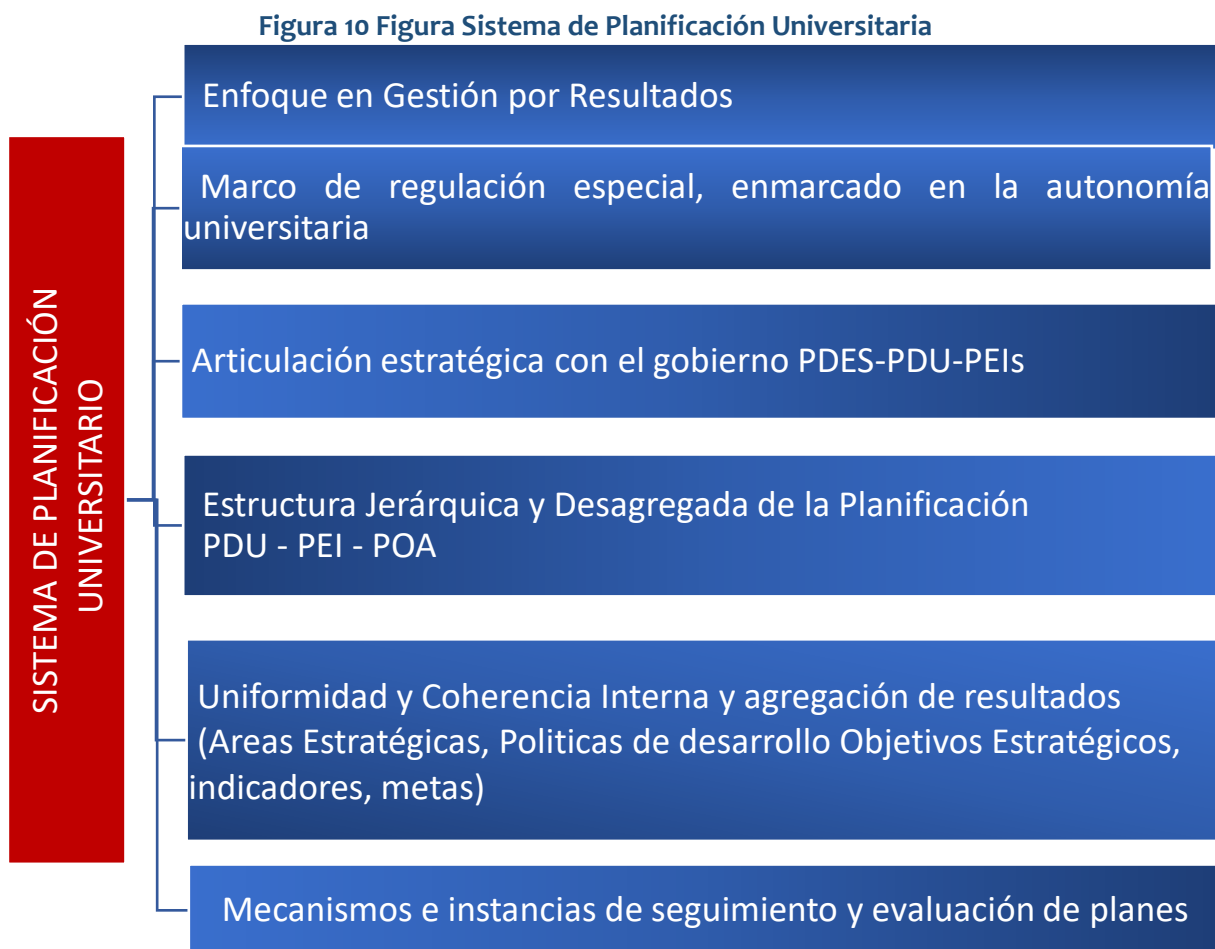 Figura 10 Figura Sistema de Planificación Universitaria
SISTEMA DE PLANIFICACIÓN
UNIVERSITARIO
Enfoque en Gestión por Resultados
Marco de regulación especial, enmarcado en la autonomía
universitaria
Articulación estratégica con el gobierno PDES-PDU-PEIs
Estructura Jerárquica y Desagregada de la Planificación
PDU - PEI - POA
Uniformidad y Coherencia Interna y agregación de resultados
(Areas Estratégicas, Politicas de desarrollo Objetivos Estratégicos,
indicadores, metas)
Mecanismos e instancias de seguimiento y evaluación de planes